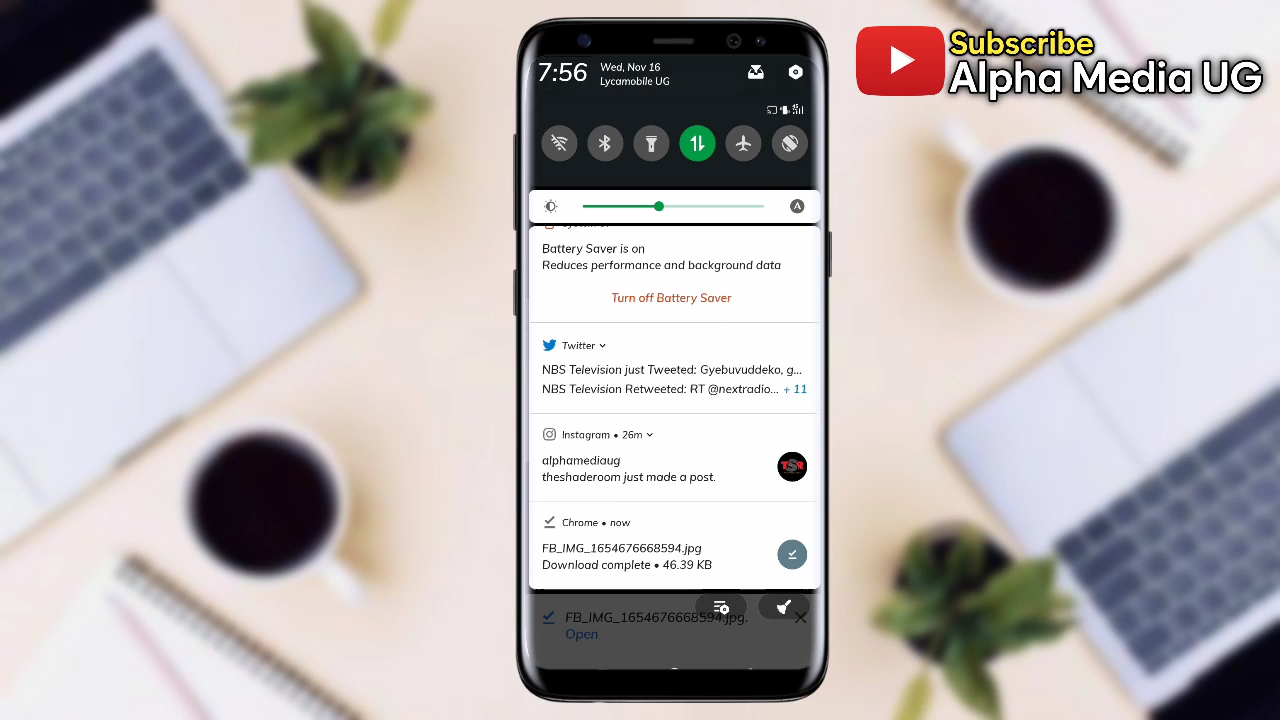 Subscribe
Alpha Media UG
7:56
Wed, Nov 16
Lycamobile UG
A
Battery Saver is on
Reduces performance and background data
Turn off Battery Saver
Twitter
NBS Television just Tweeted: Gyebuvuddeko, g...
NBS Television Retweeted: RT @nextradio... + 11
Instagram • 26m
alphamediaug
theshaderoom just made a post.
TSR
Chrome • now
FB_IMG_1654676668594.jpg
Download complete • 46.39 KB
FB_IMG_1654676668594.jpg.
Open